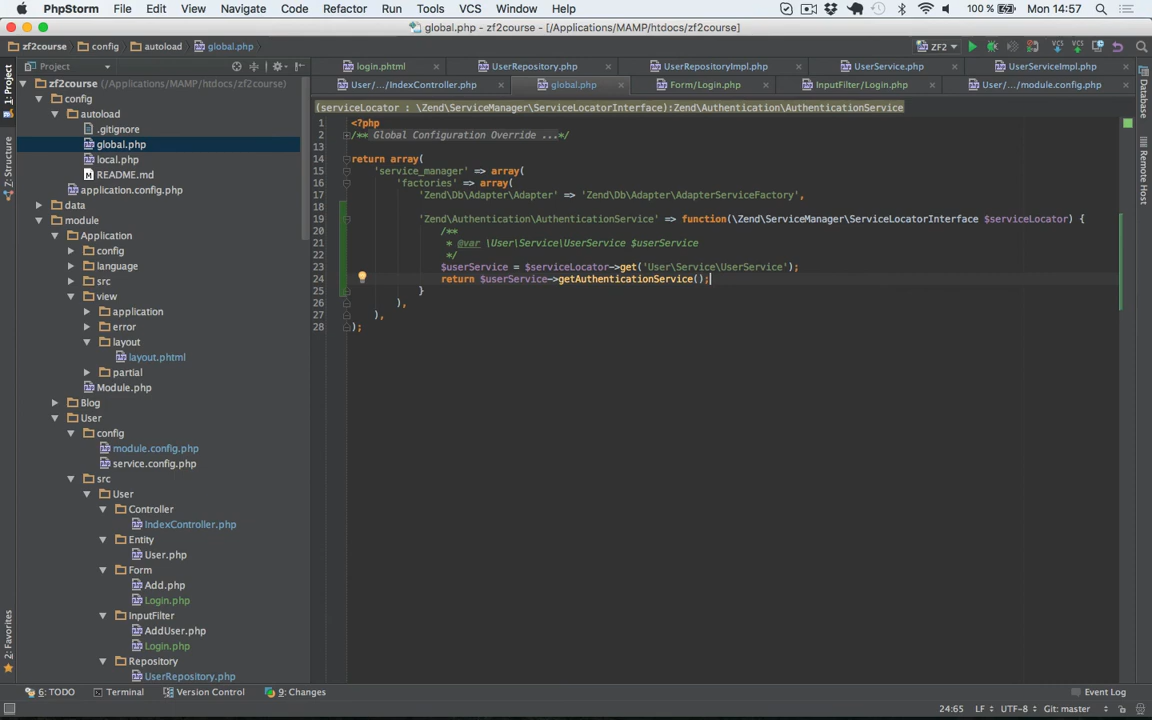 PhpStorm File Edit View Navigate Code Refactor Run Tools VCS Window Help 100 % Mon 14:57
global.php - [/Applications/MAMP/htdocs/zf2course]
zf2course config autoload global.php ZF2
Project
login.phtml UserRepository.php UserRepositoryImpl.php UserService.php UserServiceImpl.php
User/.../IndexController.php global.php Form/Login.php InputFilter/Login.php User/.../module.config.php
(serviceLocator : \Zend\ServiceManager\ServiceLocatorInterface):Zend\Authentication\AuthenticationService
1: Project
Z: Structure
2: Favorites
zf2course (/Applications/MAMP/htdocs/zf2course)
config
autoload
.gitignore
global.php
local.php
README.md
application.config.php
data
module
Application
config
language
src
view
application
error
layout
layout.phtml
partial
Module.php
Blog
User
config
module.config.php
service.config.php
src
User
Controller
IndexController.php
Entity
User.php
Form
Add.php
Login.php
InputFilter
AddUser.php
Login.php
Repository
UserRepository.php
1 <?php
2 /** Global Configuration Override ...*/
13
14 return array(
15 'service_manager' => array(
16 'factories' => array(
17 'Zend\Db\Adapter\Adapter' => 'Zend\Db\Adapter\AdapterServiceFactory',
18
19 'Zend\Authentication\AuthenticationService' => function(\Zend\ServiceManager\ServiceLocatorInterface $serviceLocator) {
20 /**
21 * @var \User\Service\UserService $userService
22 */
23 $userService = $serviceLocator->get('User\Service\UserService');
24 return $userService->getAuthenticationService();
25 }
26 ),
27 ),
28 );
Database
Remote Host
6: TODO Terminal Version Control 9: Changes Event Log
24:65 LF UTF-8 Git: master